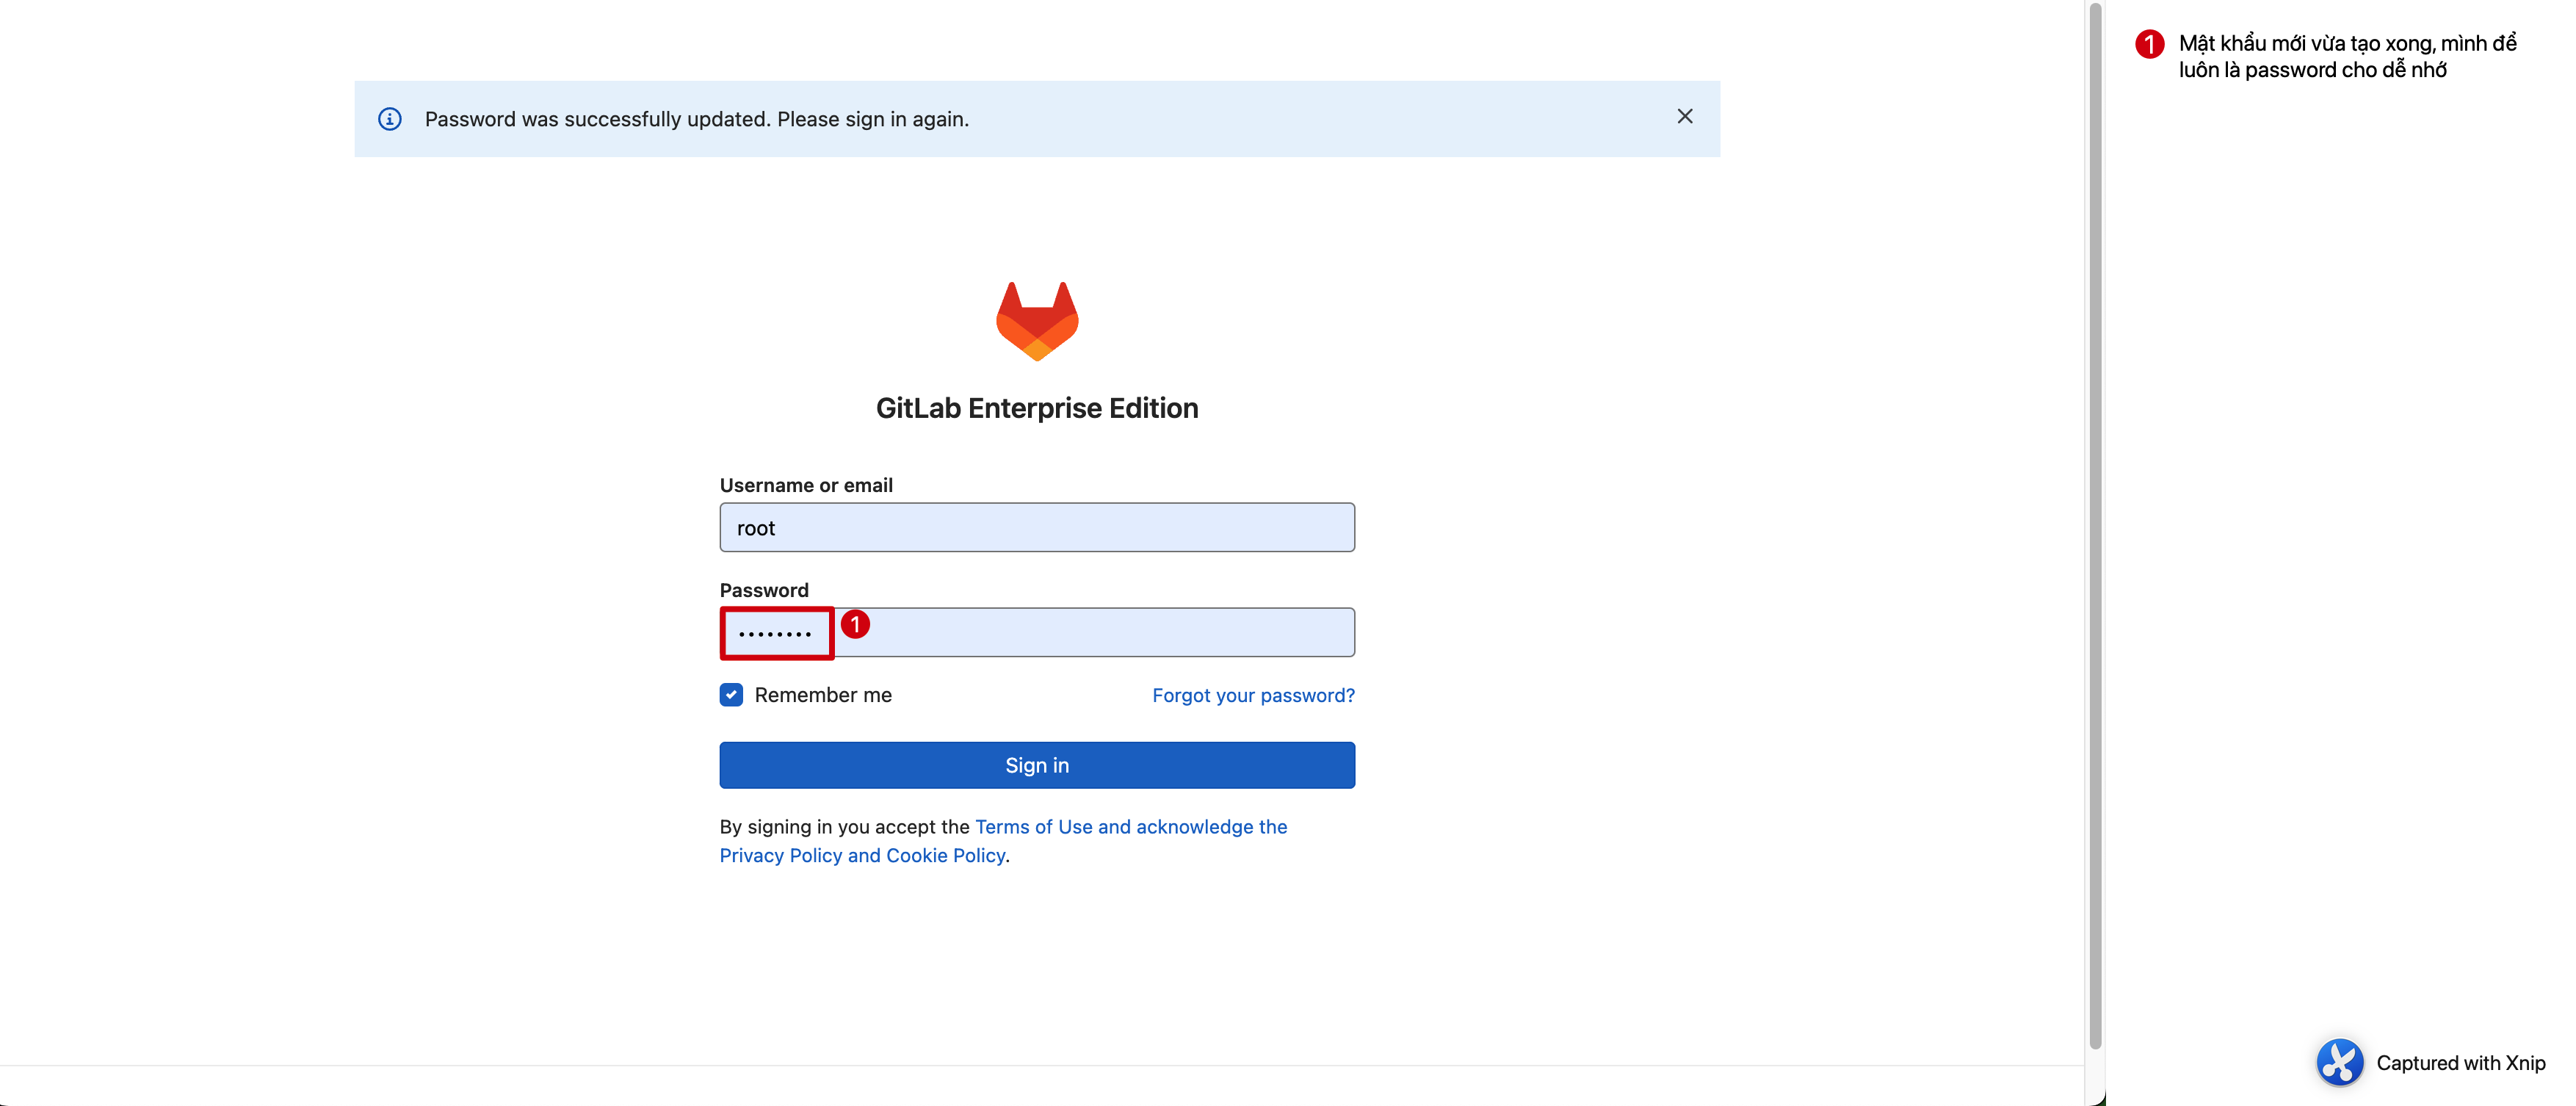 Password was successfully updated. Please sign in again.
GitLab Enterprise Edition
Username or email
root
Password
••••••••
1
Remember me
Forgot your password?
Sign in
By signing in you accept the Terms of Use and acknowledge the
Privacy Policy and Cookie Policy.
1 Mật khẩu mới vừa tạo xong, mình để
luôn là password cho dễ nhớ
Captured with Xnip